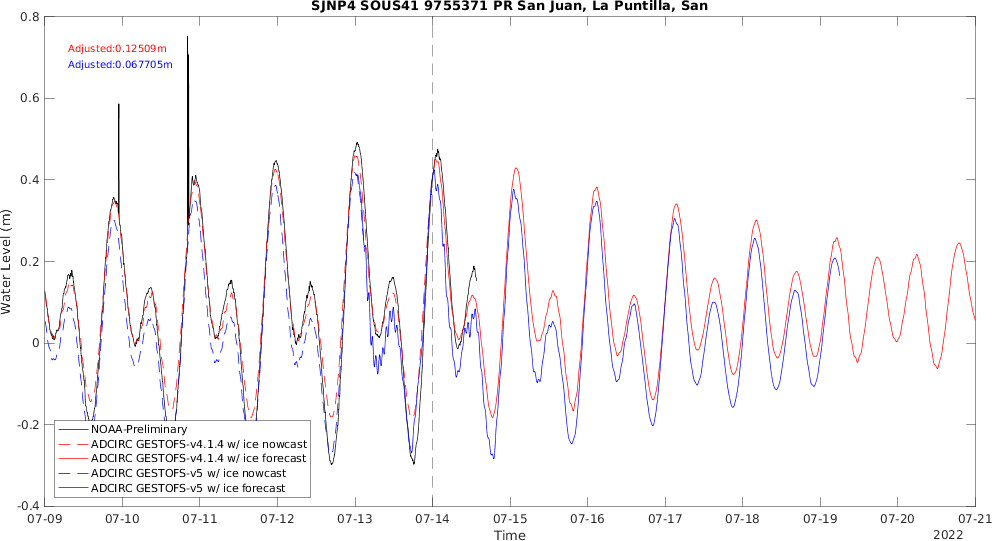 SJNP4 SOUS41 9755371 PR San Juan, La Puntilla, San
Adjusted:0.12509m
Adjusted:0.067705m
Water Level (m)
0.8
0.6
0.4
0.2
0
-0.2
-0.4
NOAA-Preliminary
ADCIRC GESTOFS-v4.1.4 w/ ice nowcast
ADCIRC GESTOFS-v4.1.4 w/ ice forecast
ADCIRC GESTOFS-v5 w/ ice nowcast
ADCIRC GESTOFS-v5 w/ ice forecast
07-09 07-10 07-11 07-12 07-13 07-14 07-15 07-16 07-17 07-18 07-19 07-20 07-21
Time
2022